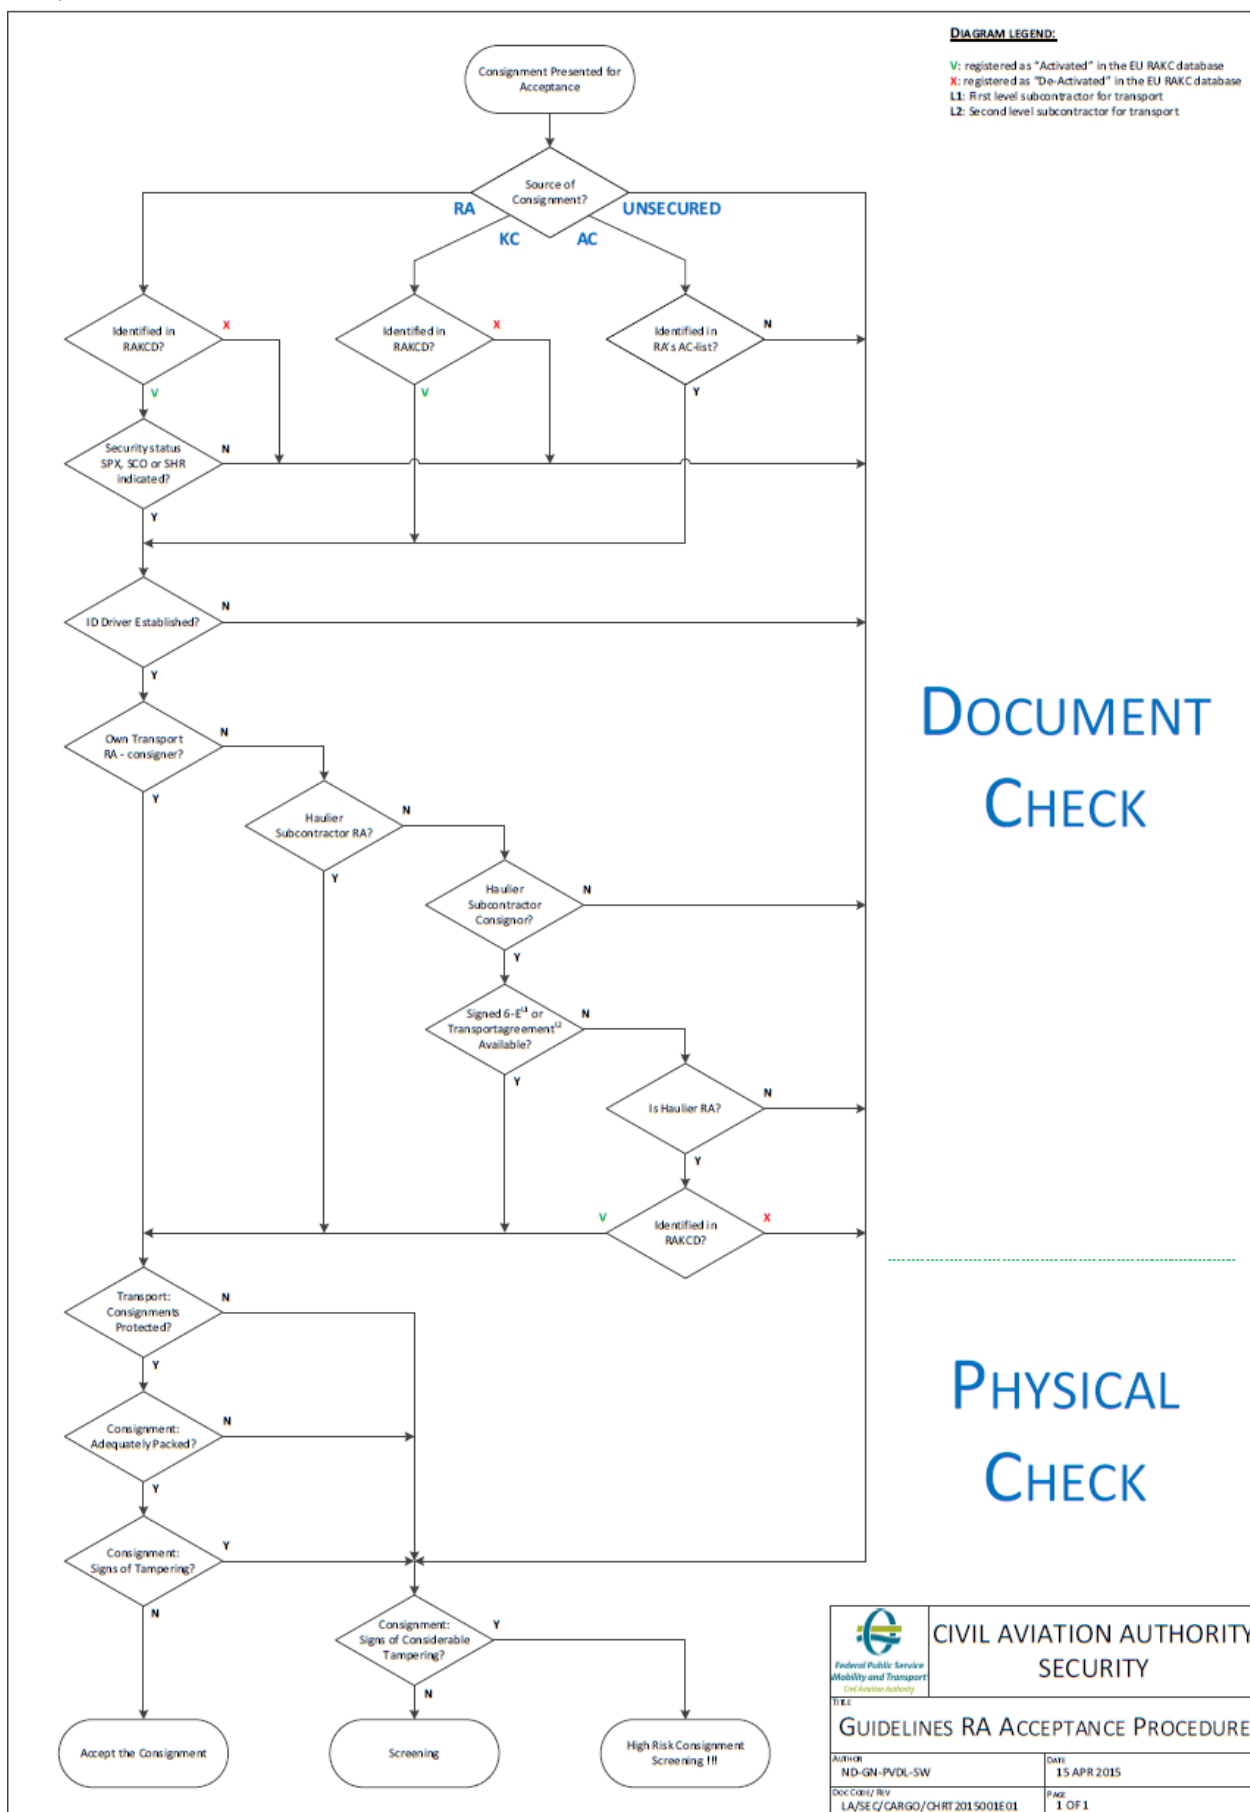 DIAGRAM LEGEND:
V: registered as "Activated" in the EU RAKC database
X: registered as "De-Activated" in the EU RAKC database
L1: First level subcontractor for transport
L2: Second level subcontractor for transport
Consignment Presented for
Acceptance
Source of
Consignment?
RA
UNSECURED
KC
AC
Identified in
RAKCD?
X
V
Identified in
RAKCD?
X
V
Identified in
RA's AC-list?
N
Y
Security status
SPX, SCO or SHR
indicated?
N
Y
ID Driver Established?
N
Y
Own Transport
RA - consigner?
N
Y
Haulier
Subcontractor RA?
N
Y
Haulier
Subcontractor
Consignor?
N
Y
Signed 6-E L1 or
Transportagreement L2
Available?
N
Y
Is Haulier RA?
N
Y
Identified in
RAKCD?
V
X
DOCUMENT
CHECK
Transport:
Consignments
Protected?
N
Y
Consignment:
Adequately Packed?
N
Y
Consignment:
Signs of Tampering?
Y
N
Consignment:
Signs of Considerable
Tampering?
Y
N
PHYSICAL
CHECK
Accept the Consignment
Screening
High Risk Consignment
Screening !!!
Federal Public Service
Mobility and Transport
Civil Aviation Authority
CIVIL AVIATION AUTHORITY
SECURITY
TITLE
GUIDELINES RA ACCEPTANCE PROCEDURE
AUTHOR
ND-GN-PVDL-SW
DATE
15 APR 2015
DOC CODE/ REV
LA/SEC/CARGO/CHRT2015001E01
PAGE
1 OF 1